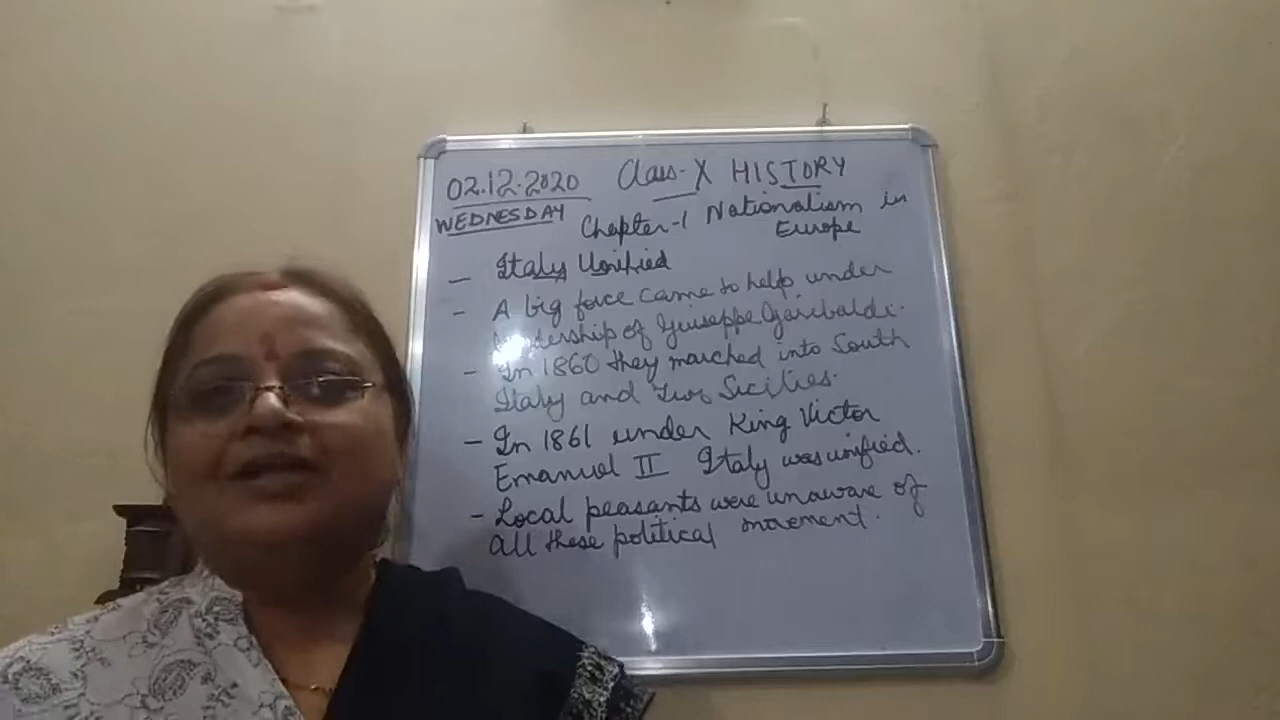 02.12.2020 Class-X HISTORY
WEDNESDAY Chapter-1 Nationalism in
Europe
- Italy Unified
- A big force came to help under
leadership of Giuseppe Garibaldi.
- In 1860 they marched into South
Italy and Two Sicilies.
- In 1861 under King Victor
Emanuel II Italy was unified.
- Local peasants were unaware of
all these political movement.